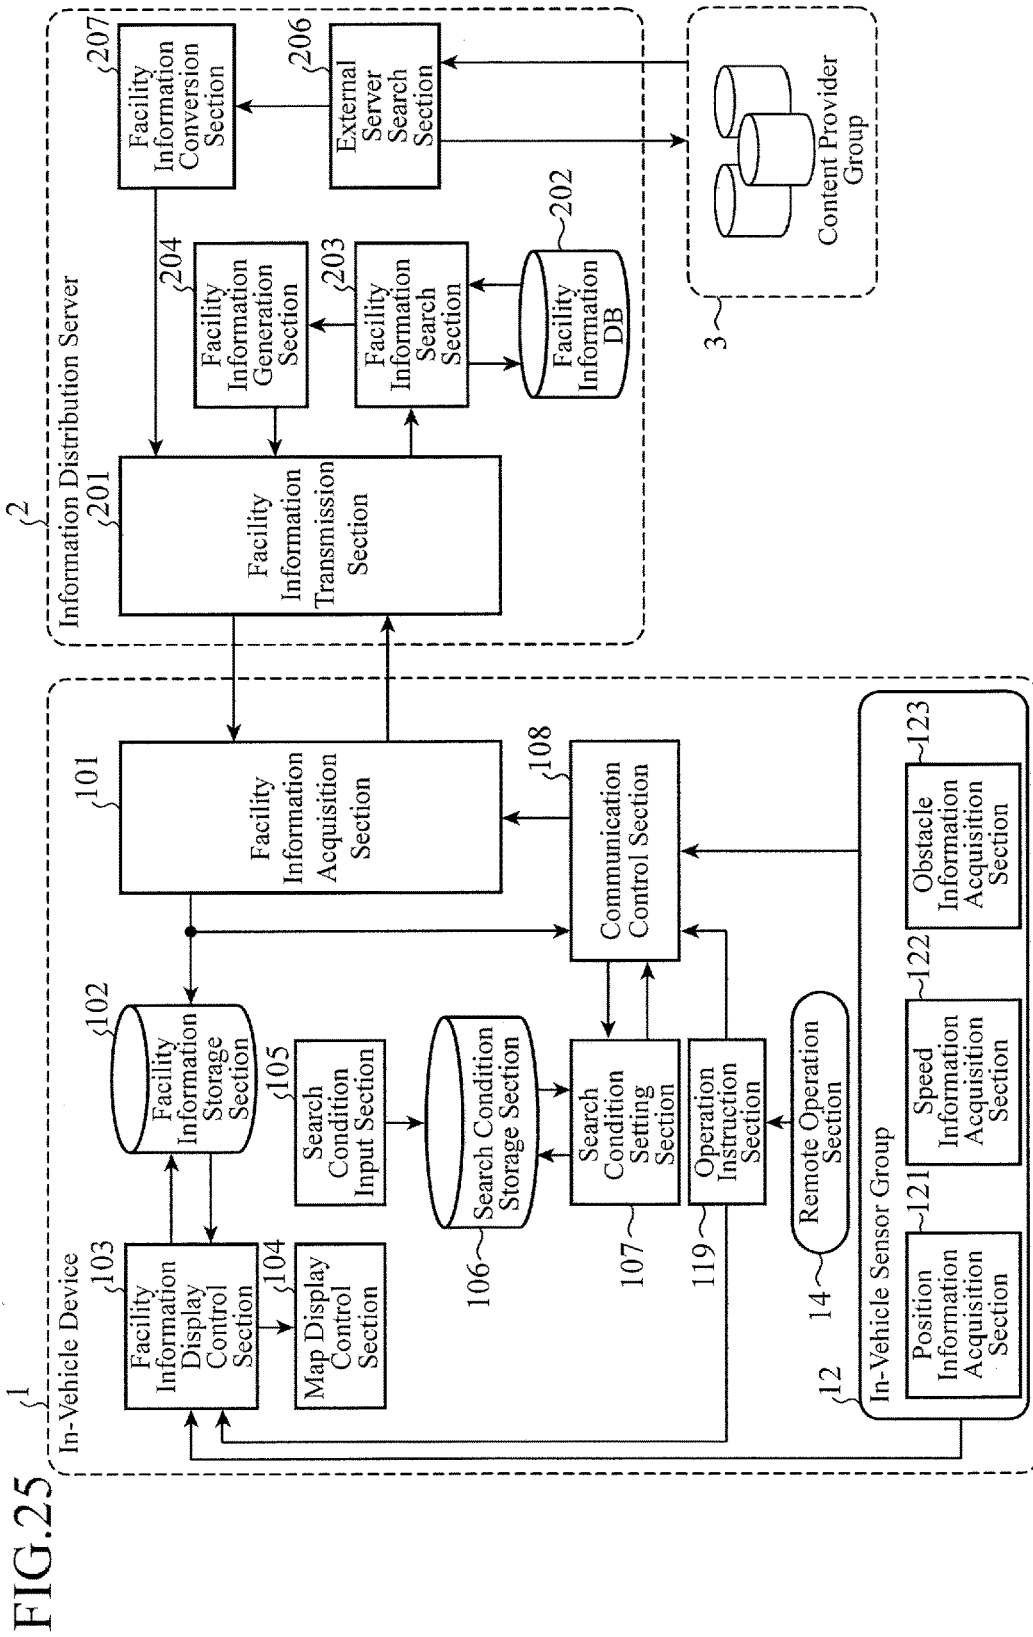 FIG.25
1
In-Vehicle Device
103
Facility
Information
Display
Control
Section
104
Map Display
Control
Section
102
Facility
Information
Storage
Section
105
Search
Condition
Input Section
106
Search Condition
Storage Section
107
Search
Condition
Setting
Section
119
Operation
Instruction
Section
14
Remote Operation
Section
101
Facility
Information
Acquisition
Section
108
Communication
Control Section
12
In-Vehicle Sensor Group
121
Position
Information
Acquisition
Section
122
Speed
Information
Acquisition
Section
123
Obstacle
Information
Acquisition
Section
2
Information Distribution Server
201
Facility
Information
Transmission
Section
204
Facility
Information
Generation
Section
203
Facility
Information
Search
Section
202
Facility
Information
DB
207
Facility
Information
Conversion
Section
206
External
Server
Search
Section
3
Content Provider
Group